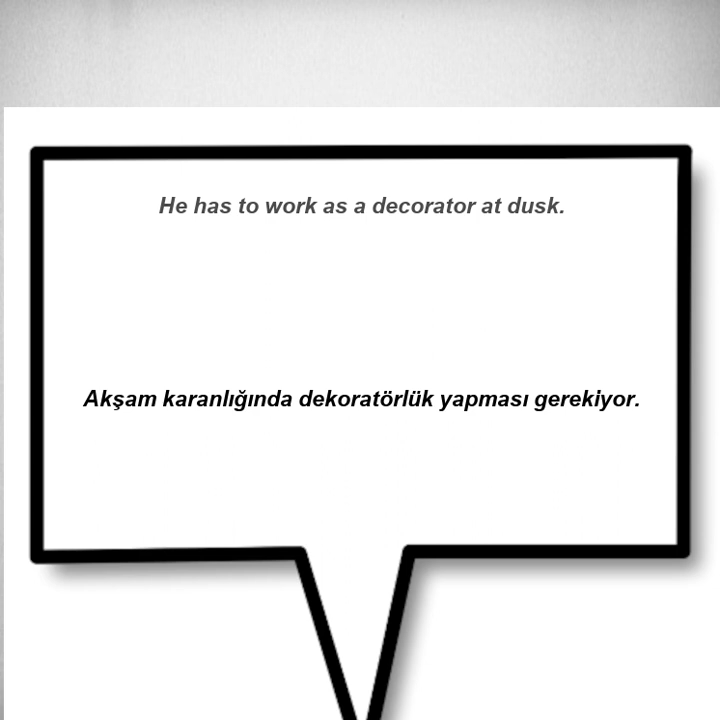 He has to work as a decorator at dusk.
Akşam karanlığında dekoratörlük yapması gerekiyor.